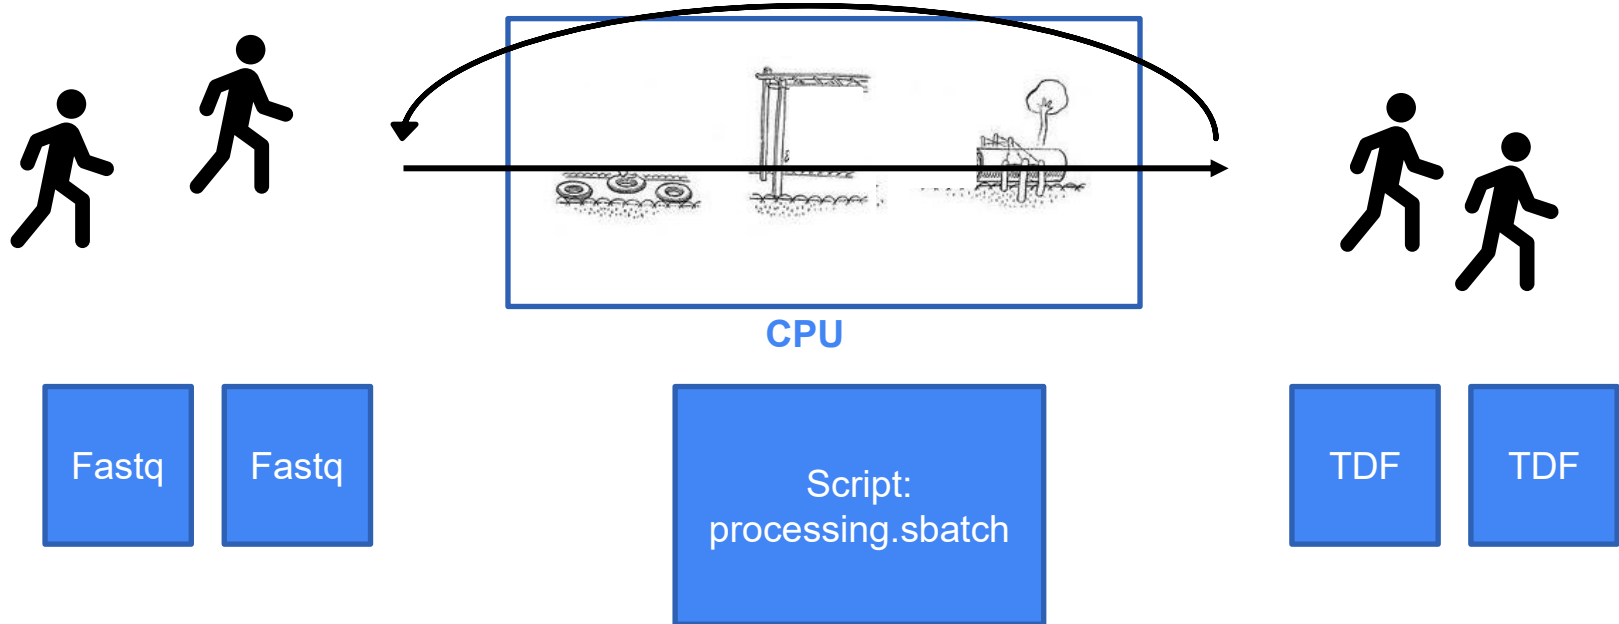 CPU
Fastq
Fastq
Script:
processing.sbatch
TDF
TDF